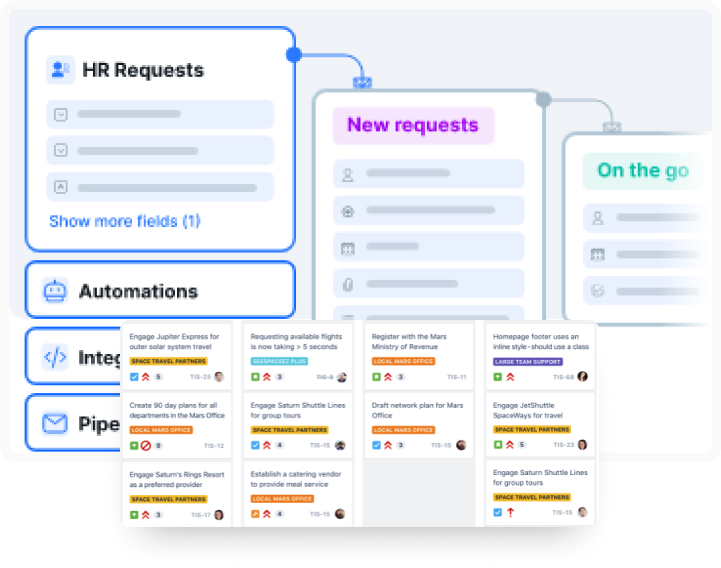 HR Requests
Show more fields (1)
Automations
New requests
On the go
Engage Jupiter Express for
outer solar system travel
SPACE TRAVEL PARTNERS
5
TIS-25
Create 90 day plans for all
departments in the Mars Office
LOCAL MARS OFFICE
9
TIS-12
Engage Saturn's Rings Resort
as a preferred provider
SPACE TRAVEL PARTNERS
3
TIS-17
Requesting available flights
is now taking > 5 seconds
SEESPACEEZ PLUS
3
Engage Saturn Shuttle Lines
for group tours
SPACE TRAVEL PARTNERS
4
TIS-15
Establish a catering vendor
to provide meal service
LOCAL MARS OFFICE
4
TIS-15
Register with the Mars
Ministry of Revenue
LOCAL MARS OFFICE
3
TIS-11
Draft network plan for Mars
Office
LOCAL MARS OFFICE
3
TIS-15
Homepage footer uses an
inline style-should use a class
LARGE TEAM SUPPORT
TIS-68
Engage JetShuttle
SpaceWays for travel
SPACE TRAVEL PARTNERS
5
TIS-23
Engage Saturn Shuttle Lines
for group tours
SPACE TRAVEL PARTNERS
TIS-15